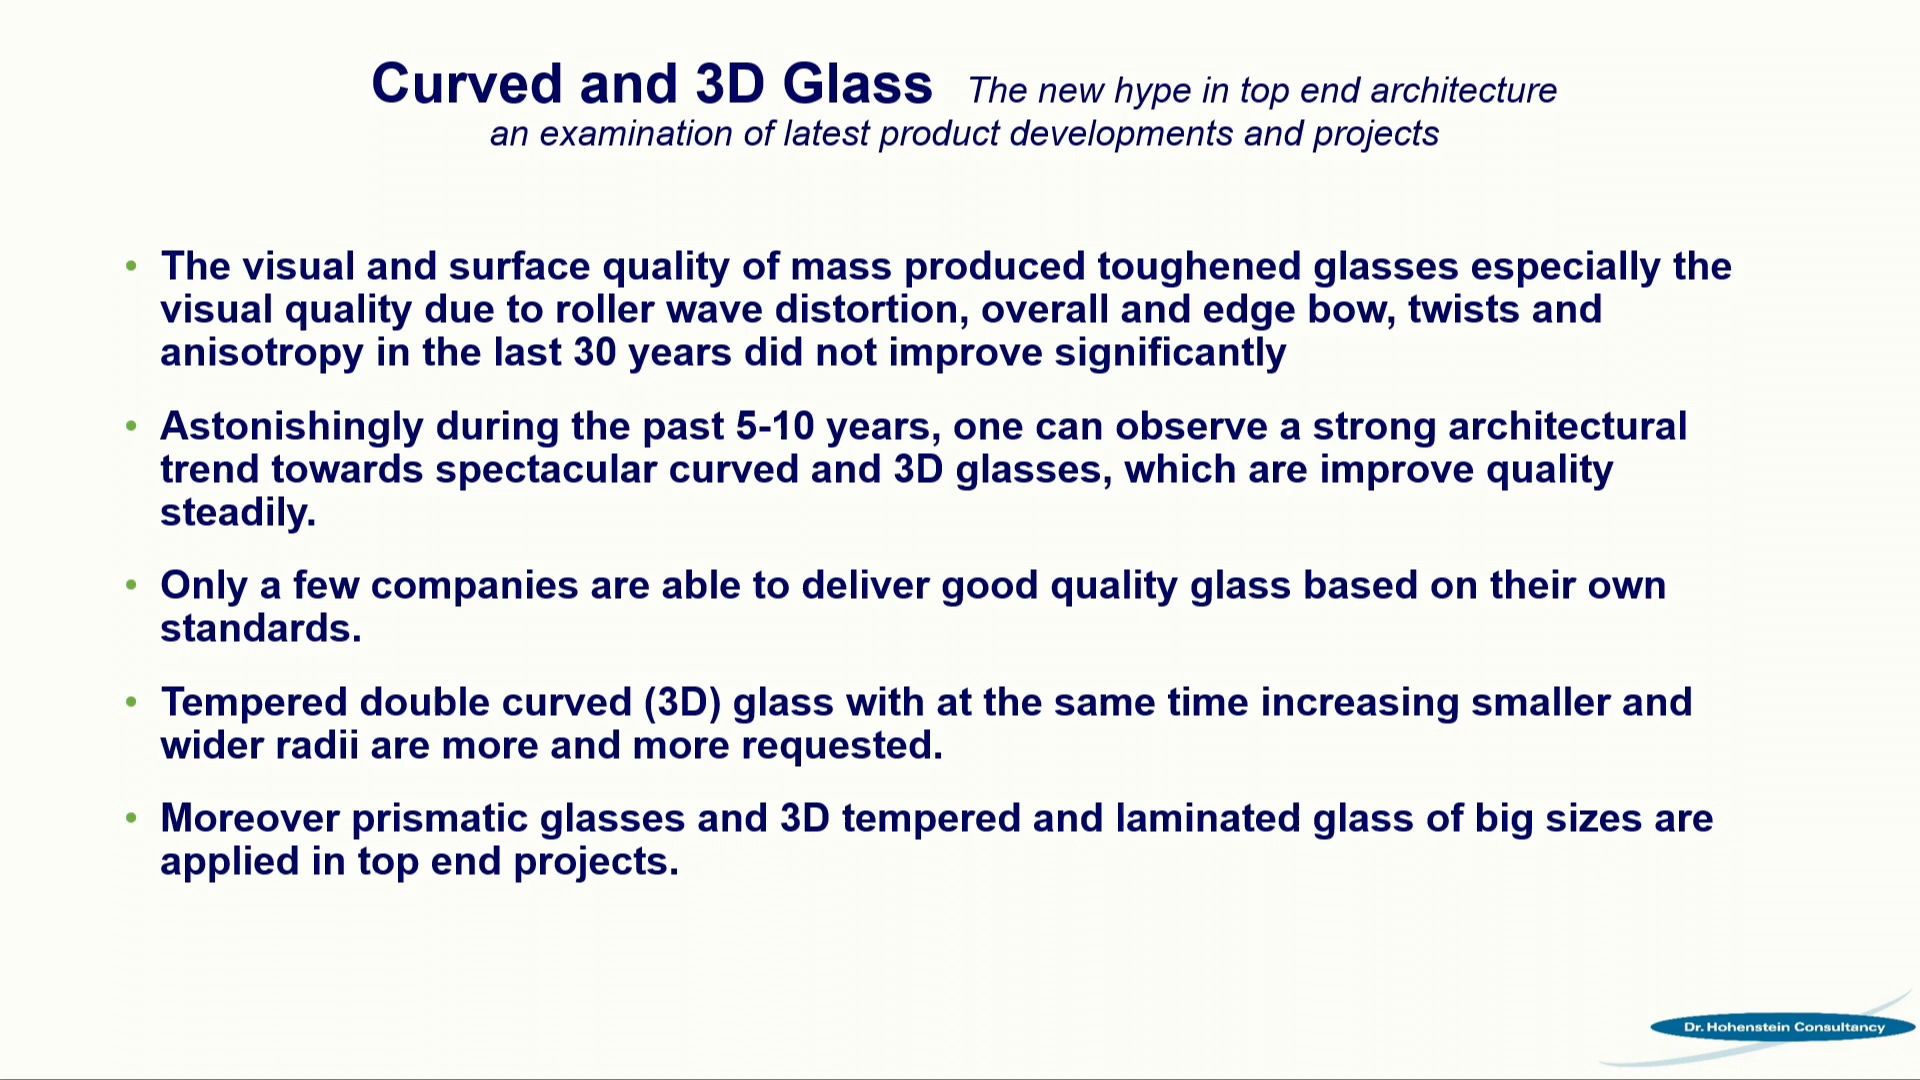 Curved and 3D Glass The new hype in top end architecture
an examination of latest product developments and projects
• The visual and surface quality of mass produced toughened glasses especially the
visual quality due to roller wave distortion, overall and edge bow, twists and
anisotropy in the last 30 years did not improve significantly
• Astonishingly during the past 5-10 years, one can observe a strong architectural
trend towards spectacular curved and 3D glasses, which are improve quality
steadily.
• Only a few companies are able to deliver good quality glass based on their own
standards.
• Tempered double curved (3D) glass with at the same time increasing smaller and
wider radii are more and more requested.
• Moreover prismatic glasses and 3D tempered and laminated glass of big sizes are
applied in top end projects.
Dr. Hohenstein Consultancy